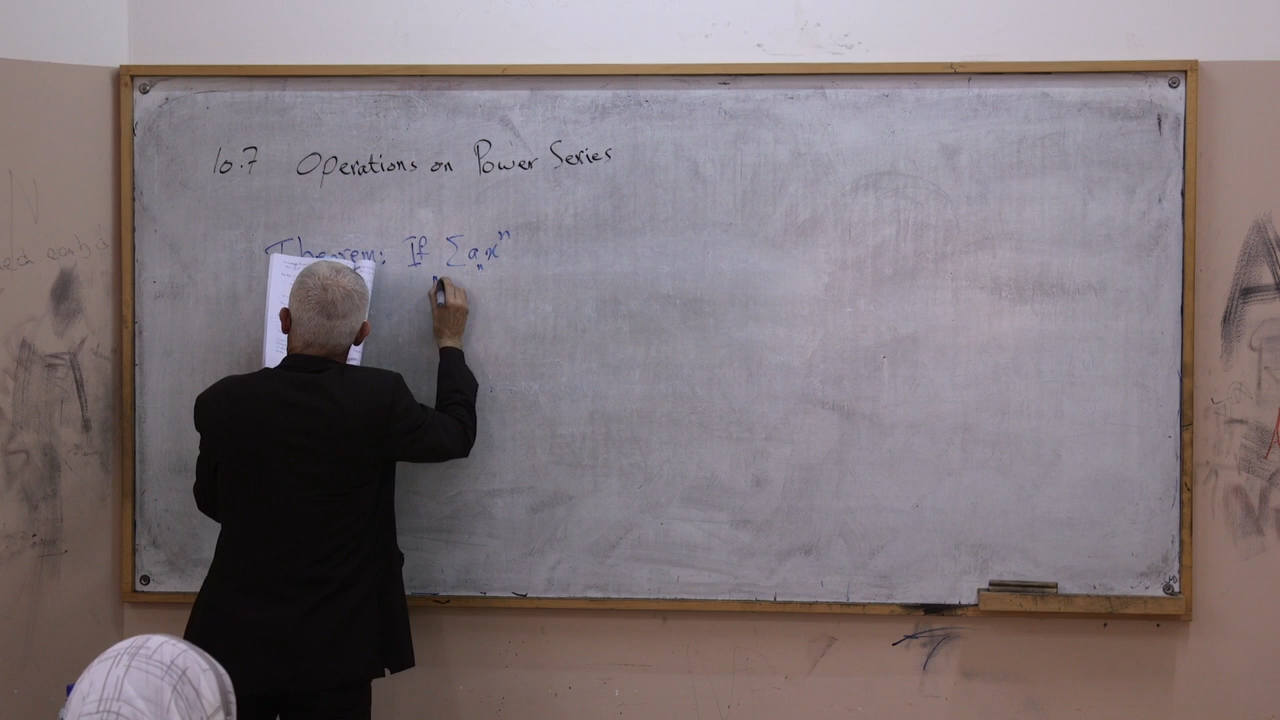 10.7 Operations on Power Series
Theorem: If ∑aₙxⁿ